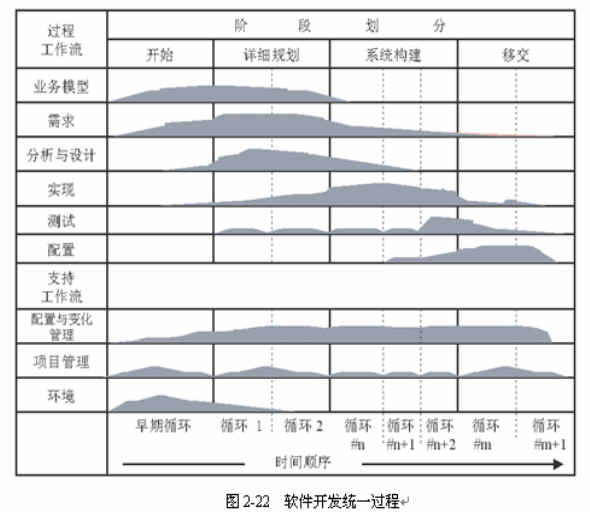 过程
工作流
阶段划分
开始 详细规划 系统构建 移交
业务模型
需求
分析与设计
实现
测试
配置
支持
工作流
配置与变化
管理
项目管理
环境
早期循环 循环 1 循环 2 循环 循环 循环 循环 循环
#n #n+1 #n+2 #m #m+1
时间顺序
图 2-22 软件开发统一过程